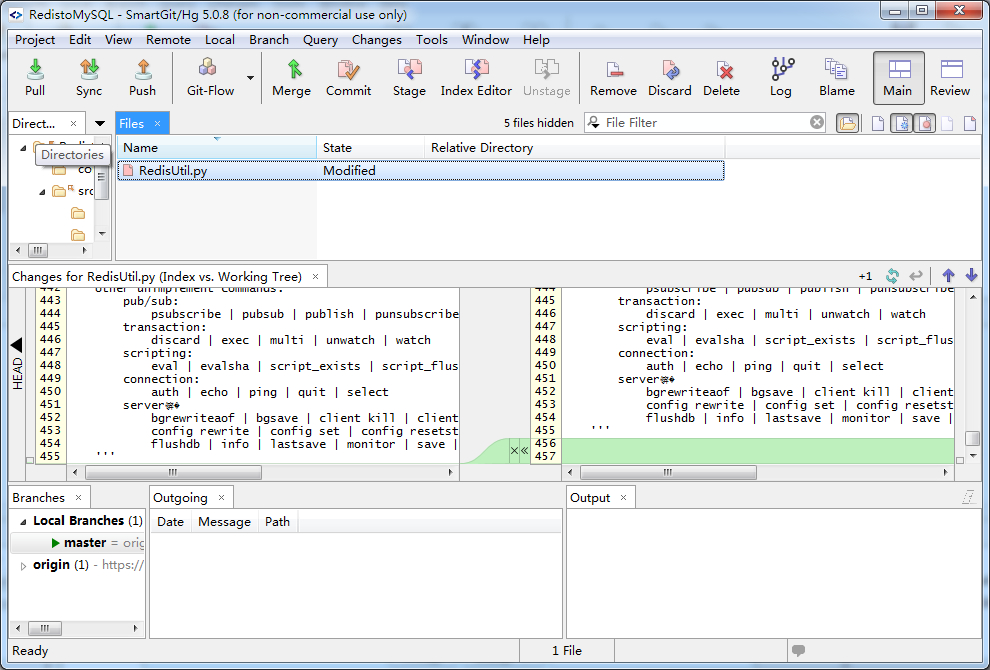 RedistoMySQL - SmartGit/Hg 5.0.8 (for non-commercial use only)
Project Edit View Remote Local Branch Query Changes Tools Window Help
Pull Sync Push Git-Flow Merge Commit Stage Index Editor Unstage Remove Discard Delete Log Blame Main Review
Direct... × Files × 5 files hidden File Filter
Directories
Name State Relative Directory
RedisUtil.py Modified
co
src
Changes for RedisUtil.py (Index vs. Working Tree) × +1
HEAD
442 other unimplement commands:
443 pub/sub:
444 psubscribe | pubsub | publish | punsubscribe
445 transaction:
446 discard | exec | multi | unwatch | watch
447 scripting:
448 eval | evalsha | script_exists | script_flus
449 connection:
450 auth | echo | ping | quit | select
451 server
452 bgrewriteaof | bgsave | client kill | client
453 config rewrite | config set | config resetst
454 flushdb | info | lastsave | monitor | save |
455 '''
444 psubscribe | pubsub | publish | punsubscribe
445 transaction:
446 discard | exec | multi | unwatch | watch
447 scripting:
448 eval | evalsha | script_exists | script_flus
449 connection:
450 auth | echo | ping | quit | select
451 server
452 bgrewriteaof | bgsave | client kill | client
453 config rewrite | config set | config resetst
454 flushdb | info | lastsave | monitor | save |
455 '''
456
457
Branches ×
Local Branches (1)
master = orig
origin (1) - https://
Outgoing ×
Date Message Path
Output ×
Ready 1 File